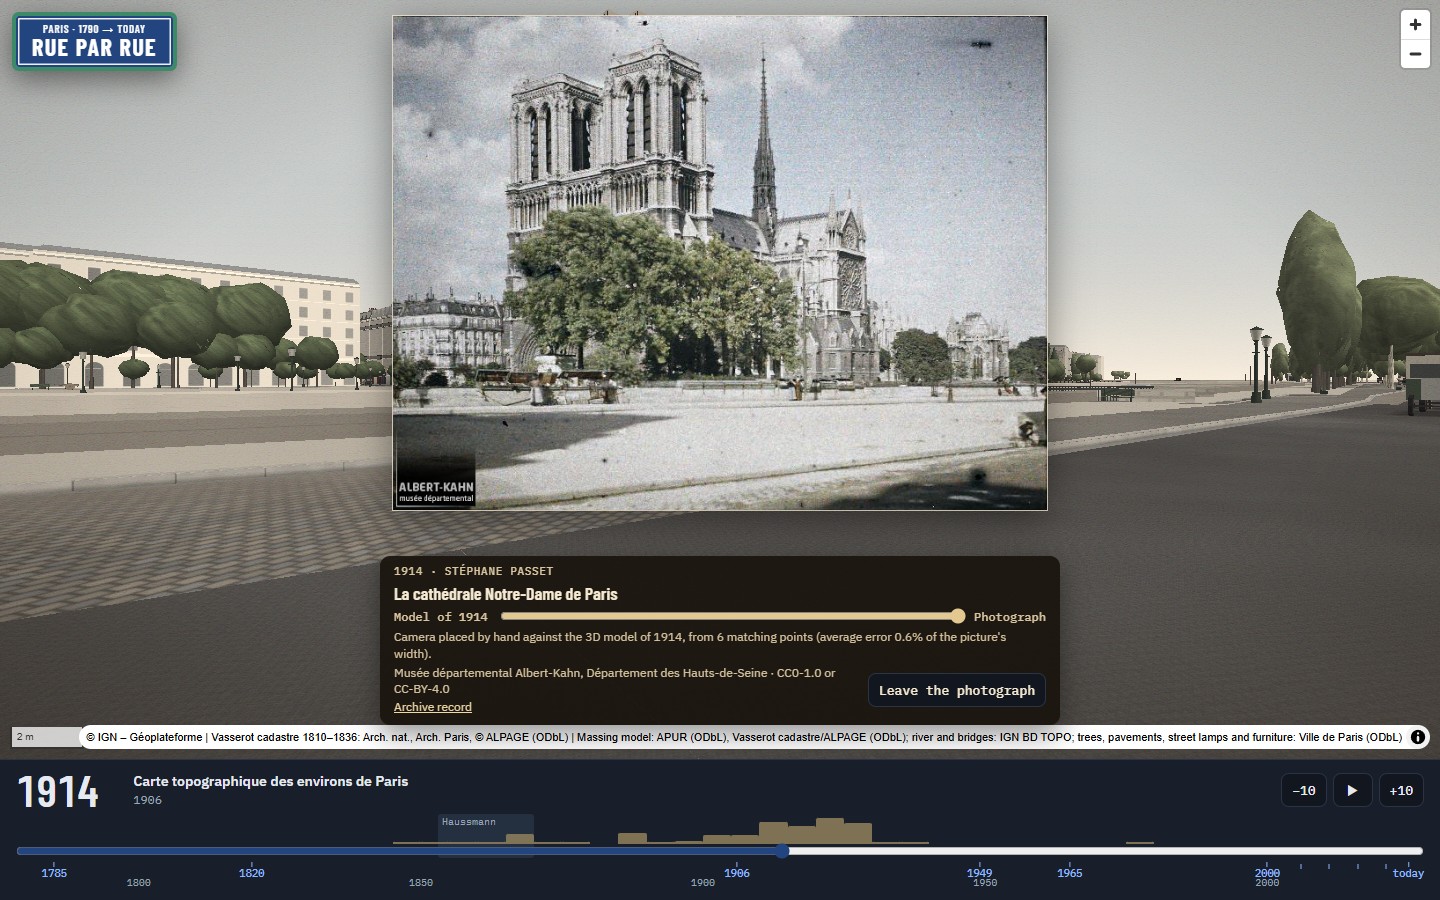 PARIS - 1790 → TODAY
RUE PAR RUE
+
−
ALBERT-KAHN
musée départemental
1914 · STÉPHANE PASSET
La cathédrale Notre-Dame de Paris
Model of 1914 Photograph
Camera placed by hand against the 3D model of 1914, from 6 matching points (average error 0.6% of the picture's
width).
Musée départemental Albert-Kahn, Département des Hauts-de-Seine · CC0-1.0 or
CC-BY-4.0
Archive record
Leave the photograph
2 m
© IGN – Géoplateforme | Vasserot cadastre 1810–1836: Arch. nat., Arch. Paris, © ALPAGE (ODbL) | Massing model: APUR (ODbL), Vasserot cadastre/ALPAGE (ODbL); river and bridges: IGN BD TOPO; trees, pavements, street lamps and furniture: Ville de Paris (ODbL)
1914
Carte topographique des environs de Paris
1906
−10
+10
Haussmann
1785 1820 1906 1949 1965 2000 today
1800 1850 1900 1950 2000